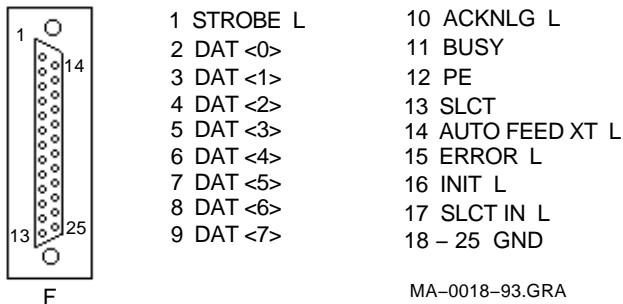 1
14
13
25
F
1 STROBE L
2 DAT <0>
3 DAT <1>
4 DAT <2>
5 DAT <3>
6 DAT <4>
7 DAT <5>
8 DAT <6>
9 DAT <7>
10 ACKNLG L
11 BUSY
12 PE
13 SLCT
14 AUTO FEED XT L
15 ERROR L
16 INIT L
17 SLCT IN L
18 – 25 GND
MA–0018–93.GRA